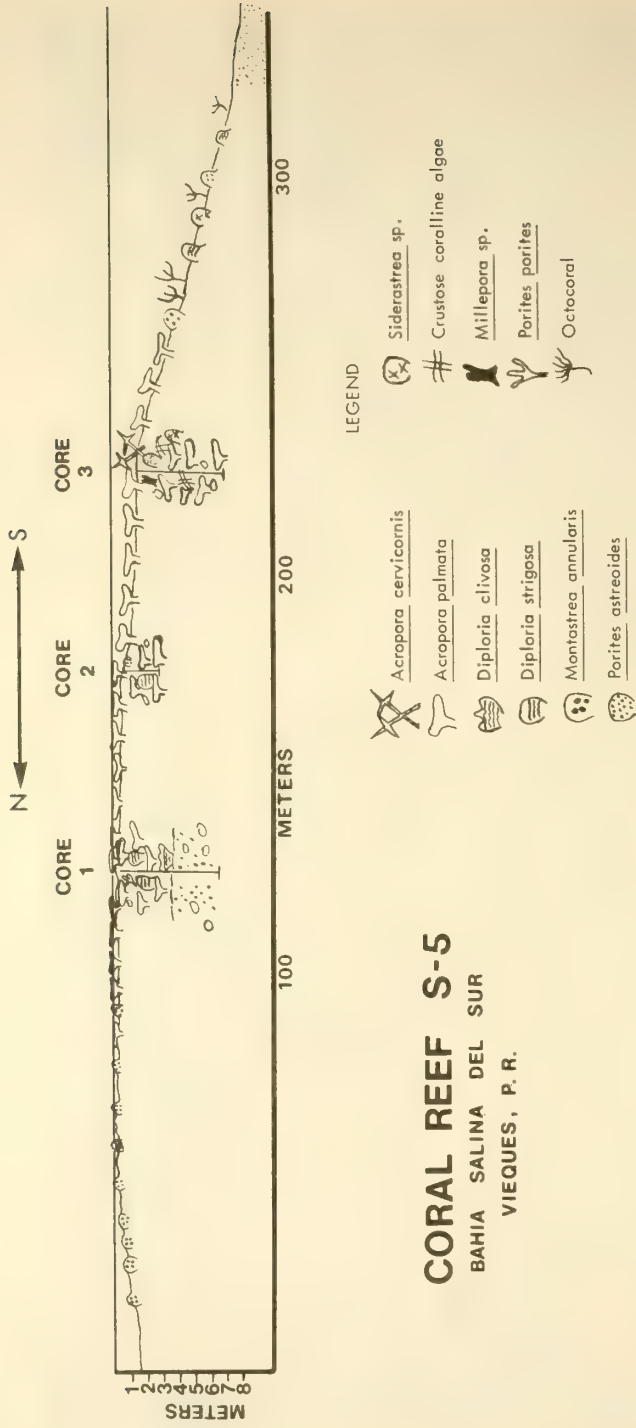 N S
CORE
1
CORE
2
CORE
3
1
2
3
4
5
6
7
8
METERS
100
200
300
METERS
CORAL REEF S-5
BAHIA SALINA DEL SUR
VIEQUES, P. R.
LEGEND
Acropora cervicornis
Acropora palmata
Diploria clivosa
Diploria strigosa
Montastrea annularis
Porites astreoides
Siderastrea sp.
Crustose coralline algae
Millepora sp.
Porites porites
Octocoral